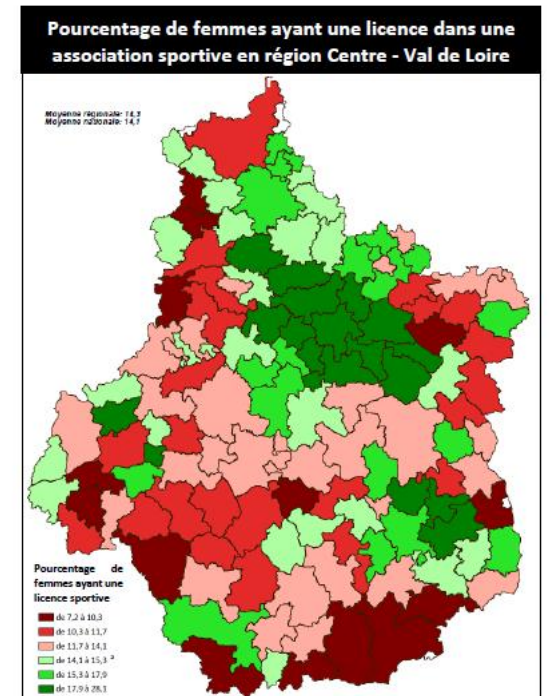 Pourcentage de femmes ayant une licence dans une
association sportive en région Centre - Val de Loire
Moyenne régionale: 14,3
Moyenne nationale: 14,1
Pourcentage de
femmes ayant une
licence sportive
de 7,2 à 10,3
de 10,3 à 11,7
de 11,7 à 14,1
de 14,1 à 15,3
de 15,3 à 17,9
de 17,9 à 28,1